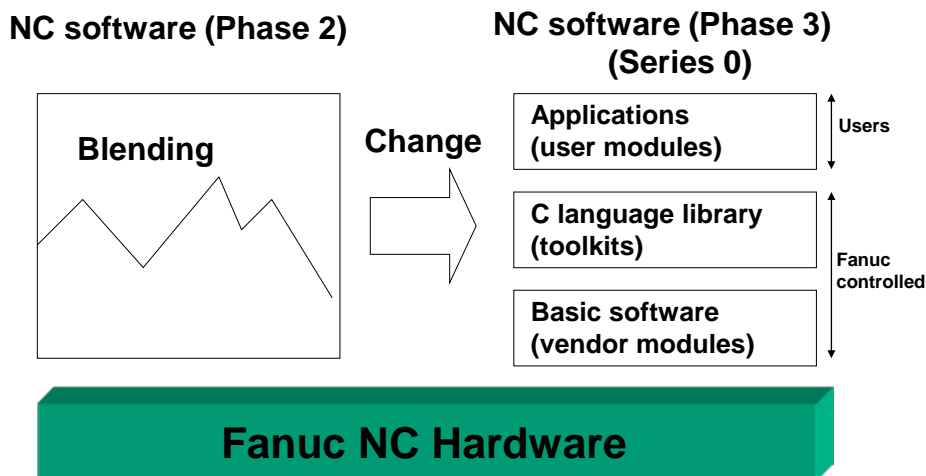 NC software (Phase 2)
NC software (Phase 3)
(Series 0)
Blending
Change
Applications
(user modules)
Users
C language library
(toolkits)
Fanuc
controlled
Basic software
(vendor modules)
Fanuc NC Hardware